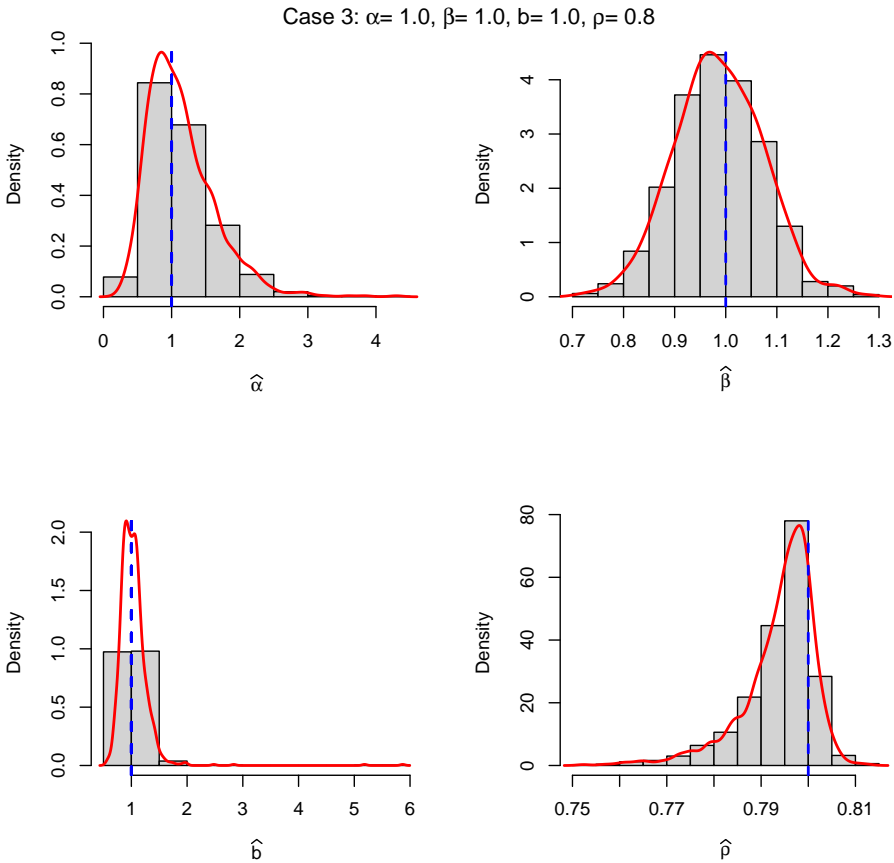 Case 3: α= 1.0, β= 1.0, b= 1.0, ρ= 0.8
Density
0.0 0.2 0.4 0.6 0.8 1.0
0 1 2 3 4
α̂
Density
0 1 2 3 4
0.7 0.8 0.9 1.0 1.1 1.2 1.3
β̂
Density
0.0 0.5 1.0 1.5 2.0
1 2 3 4 5 6
b̂
Density
0 20 40 60 80
0.75 0.77 0.79 0.81
ρ̂